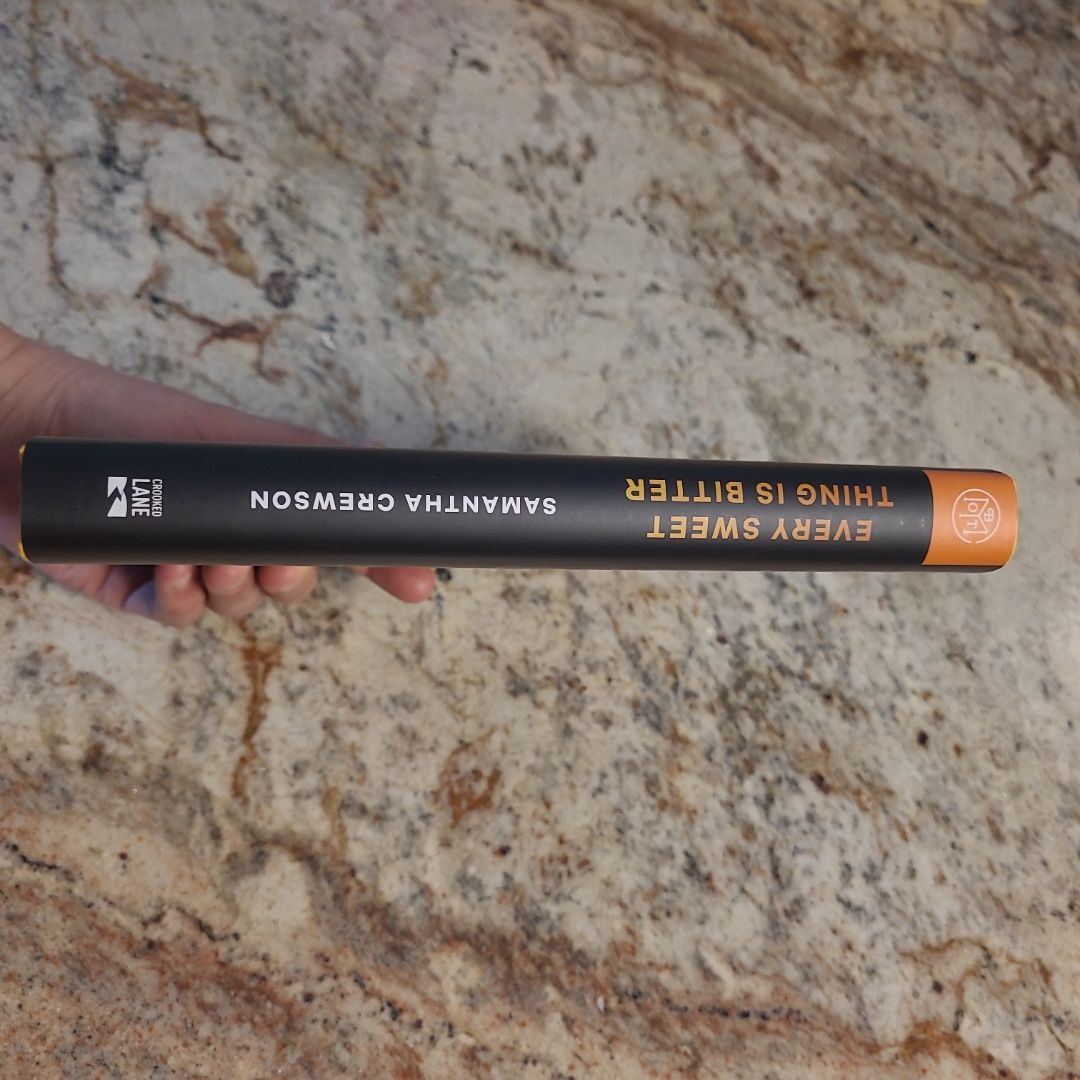 EVERY SWEET
THING IS BITTER
SAMANTHA CREWSON
CROOKED
LANE